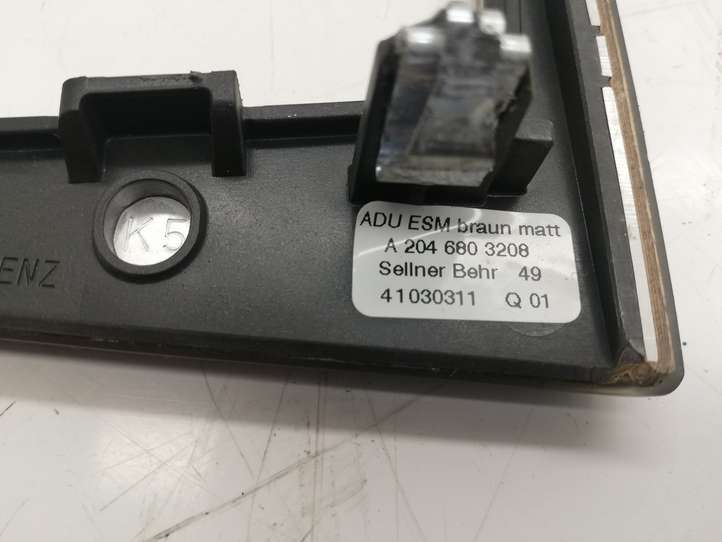 K5
ENZ
ADU ESM braun matt
A 204 680 3208
Sellner Behr 49
41030311 Q 01